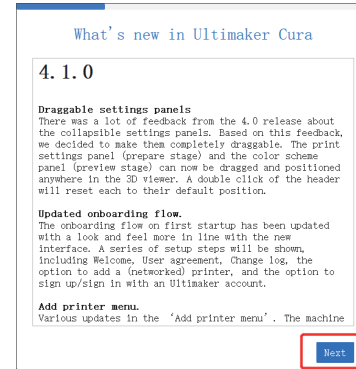 What's new in Ultimaker Cura
4.1.0
Draggable settings panels
There was a lot of feedback from the 4.0 release about
the collapsible settings panels. Based on this feedback,
we decided to make them completely draggable. The print
settings panel (prepare stage) and the color scheme
panel (preview stage) can now be dragged and positioned
anywhere in the 3D viewer. A double click of the header
will reset each to their default position.
Updated onboarding flow.
The onboarding flow on first startup has been updated
with a look and feel more in line with the new
interface. A series of setup steps will be shown,
including Welcome, User agreement, Change log, the
option to add a (networked) printer, and the option to
sign up/sign in with an Ultimaker account.
Add printer menu.
Various updates in the ‘Add printer menu’. The machine
Next